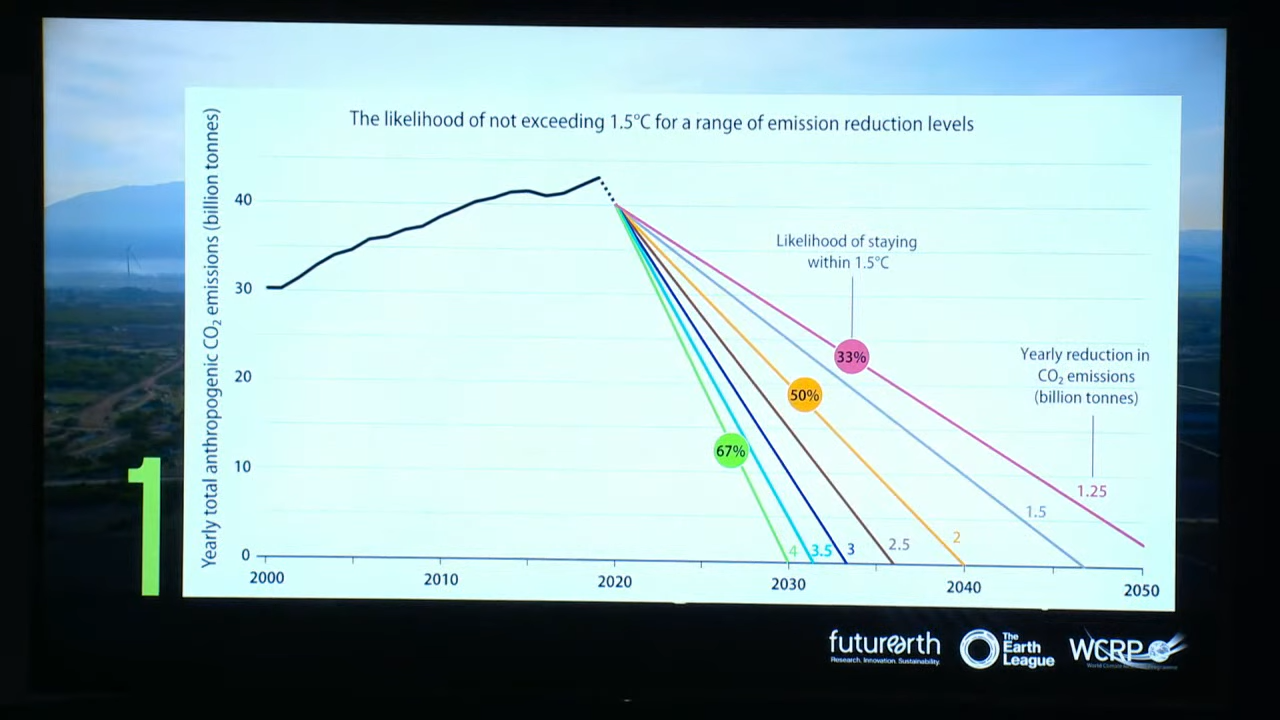 The likelihood of not exceeding 1.5°C for a range of emission reduction levels
Yearly total anthropogenic CO₂ emissions (billion tonnes)
40
30
20
10
0
2000
2010
2020
2030
2040
2050
Likelihood of staying
within 1.5°C
33%
50%
67%
Yearly reduction in
CO₂ emissions
(billion tonnes)
1.25
1.5
2
2.5
3
3.5
4
1
futurearth
Research. Innovation. Sustainability.
The
Earth
League
WCRP